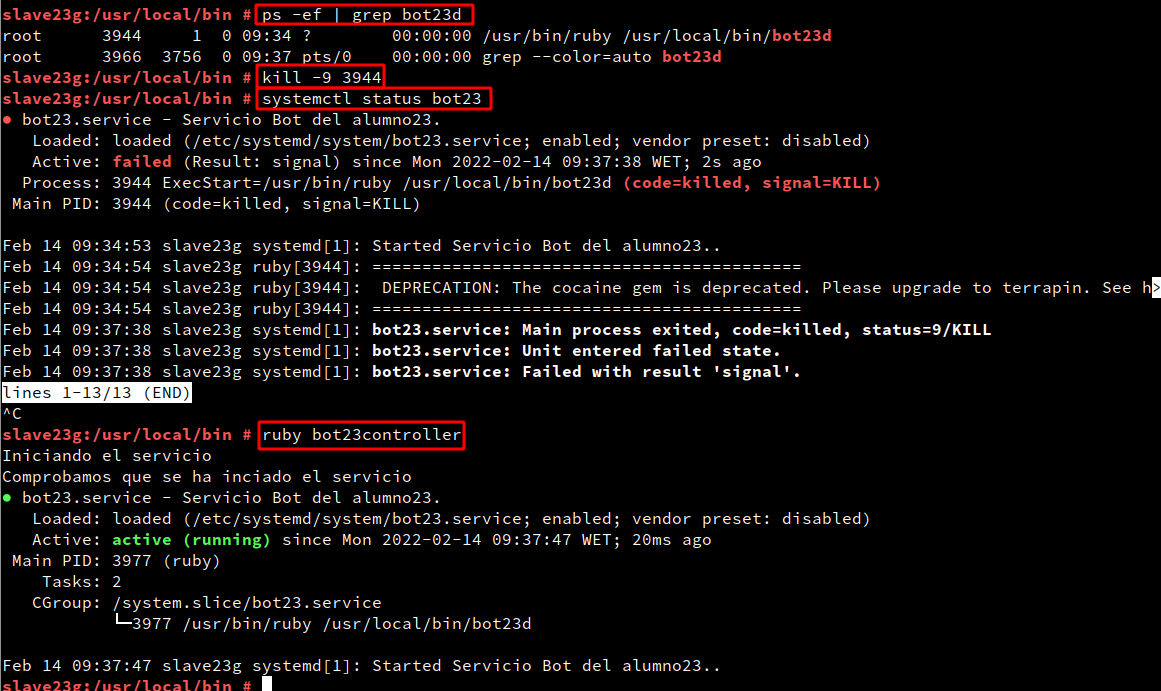 slave23g:/usr/local/bin # ps -ef | grep bot23d
root      3944     1  0 09:34 ?        00:00:00 /usr/bin/ruby /usr/local/bin/bot23d
root      3966  3756  0 09:37 pts/0    00:00:00 grep --color=auto bot23d
slave23g:/usr/local/bin # kill -9 3944
slave23g:/usr/local/bin # systemctl status bot23
● bot23.service - Servicio Bot del alumno23.
   Loaded: loaded (/etc/systemd/system/bot23.service; enabled; vendor preset: disabled)
   Active: failed (Result: signal) since Mon 2022-02-14 09:37:38 WET; 2s ago
  Process: 3944 ExecStart=/usr/bin/ruby /usr/local/bin/bot23d (code=killed, signal=KILL)
 Main PID: 3944 (code=killed, signal=KILL)

Feb 14 09:34:53 slave23g systemd[1]: Started Servicio Bot del alumno23..
Feb 14 09:34:54 slave23g ruby[3944]: ===========================================
Feb 14 09:34:54 slave23g ruby[3944]:  DEPRECATION: The cocaine gem is deprecated. Please upgrade to terrapin. See h>
Feb 14 09:34:54 slave23g ruby[3944]: ===========================================
Feb 14 09:37:38 slave23g systemd[1]: bot23.service: Main process exited, code=killed, status=9/KILL
Feb 14 09:37:38 slave23g systemd[1]: bot23.service: Unit entered failed state.
Feb 14 09:37:38 slave23g systemd[1]: bot23.service: Failed with result 'signal'.
lines 1-13/13 (END)
^C
slave23g:/usr/local/bin # ruby bot23controller
Iniciando el servicio
Comprobamos que se ha inciado el servicio
● bot23.service - Servicio Bot del alumno23.
   Loaded: loaded (/etc/systemd/system/bot23.service; enabled; vendor preset: disabled)
   Active: active (running) since Mon 2022-02-14 09:37:47 WET; 20ms ago
 Main PID: 3977 (ruby)
    Tasks: 2
   CGroup: /system.slice/bot23.service
           └─3977 /usr/bin/ruby /usr/local/bin/bot23d

Feb 14 09:37:47 slave23g systemd[1]: Started Servicio Bot del alumno23..
slave23g:/usr/local/bin #